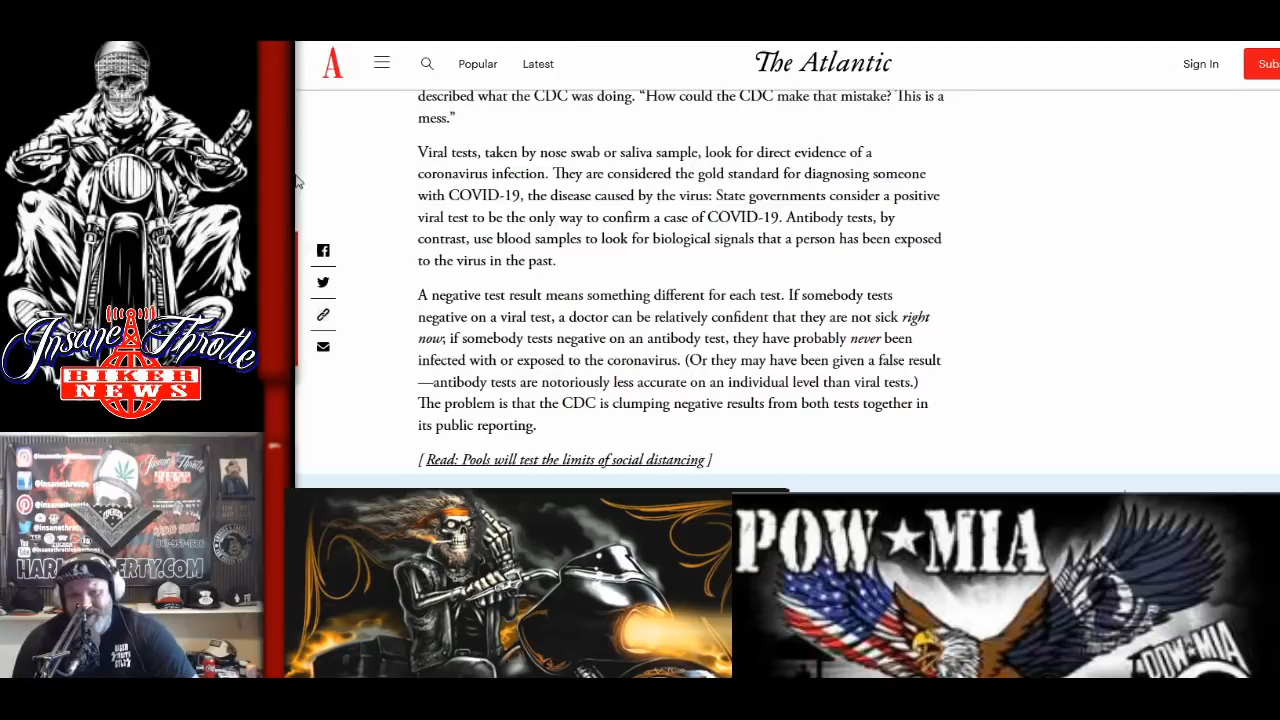 The Atlantic
Popular
Latest
Sign In
Subs
described what the CDC was doing. “How could the CDC make that mistake? This is a
mess.”
Viral tests, taken by nose swab or saliva sample, look for direct evidence of a
coronavirus infection. They are considered the gold standard for diagnosing someone
with COVID-19, the disease caused by the virus: State governments consider a positive
viral test to be the only way to confirm a case of COVID-19. Antibody tests, by
contrast, use blood samples to look for biological signals that a person has been exposed
to the virus in the past.
A negative test result means something different for each test. If somebody tests
negative on a viral test, a doctor can be relatively confident that they are not sick right
now; if somebody tests negative on an antibody test, they have probably never been
infected with or exposed to the coronavirus. (Or they may have been given a false result
—antibody tests are notoriously less accurate on an individual level than viral tests.)
The problem is that the CDC is clumping negative results from both tests together in
its public reporting.
[ Read: Pools will test the limits of social distancing ]
Insane Throttle
BIKER
NEWS
POW★MIA
POW-MIA